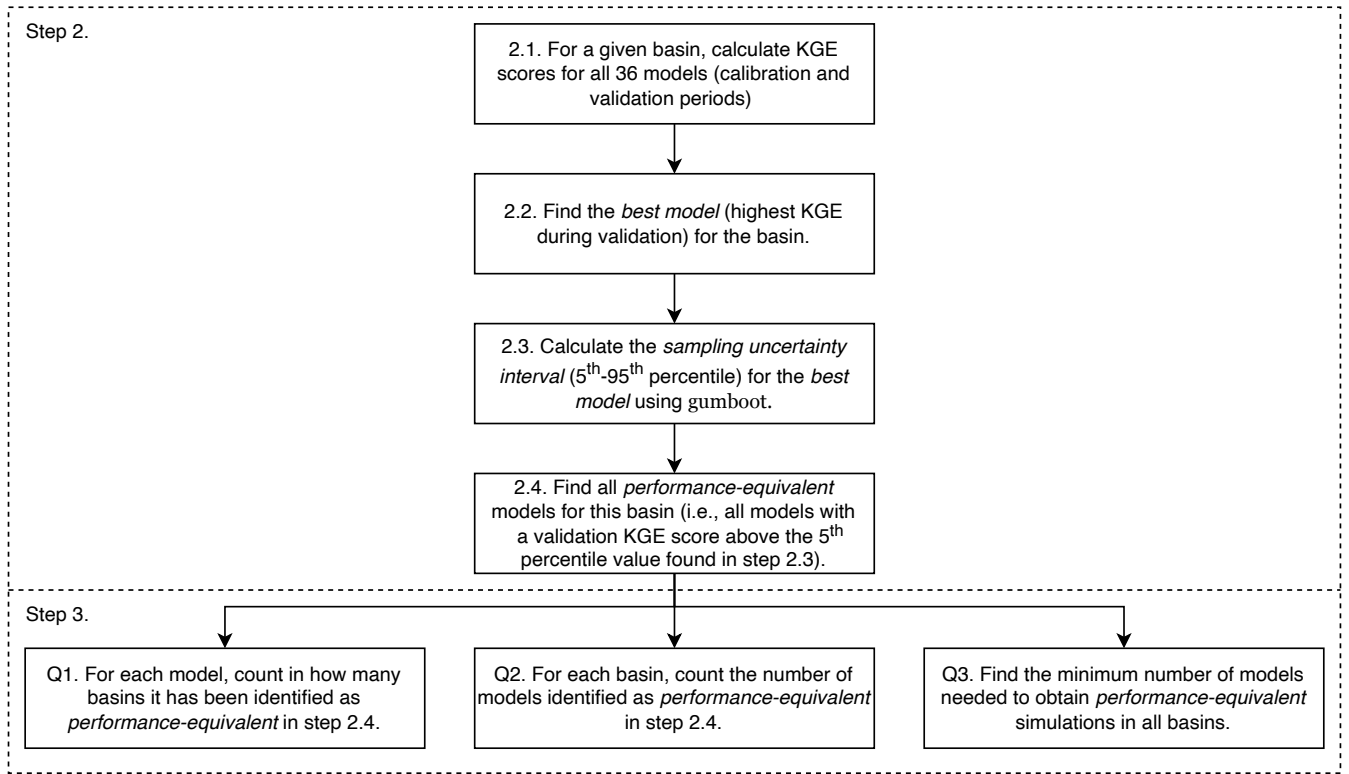 Step 2.
2.1. For a given basin, calculate KGE
scores for all 36 models (calibration and
validation periods)
2.2. Find the best model (highest KGE
during validation) for the basin.
2.3. Calculate the sampling uncertainty
interval (5th-95th percentile) for the best
model using gumboot.
2.4. Find all performance-equivalent
models for this basin (i.e., all models with
a validation KGE score above the 5th
percentile value found in step 2.3).
Step 3.
Q1. For each model, count in how many
basins it has been identified as
performance-equivalent in step 2.4.
Q2. For each basin, count the number of
models identified as performance-equivalent
in step 2.4.
Q3. Find the minimum number of models
needed to obtain performance-equivalent
simulations in all basins.